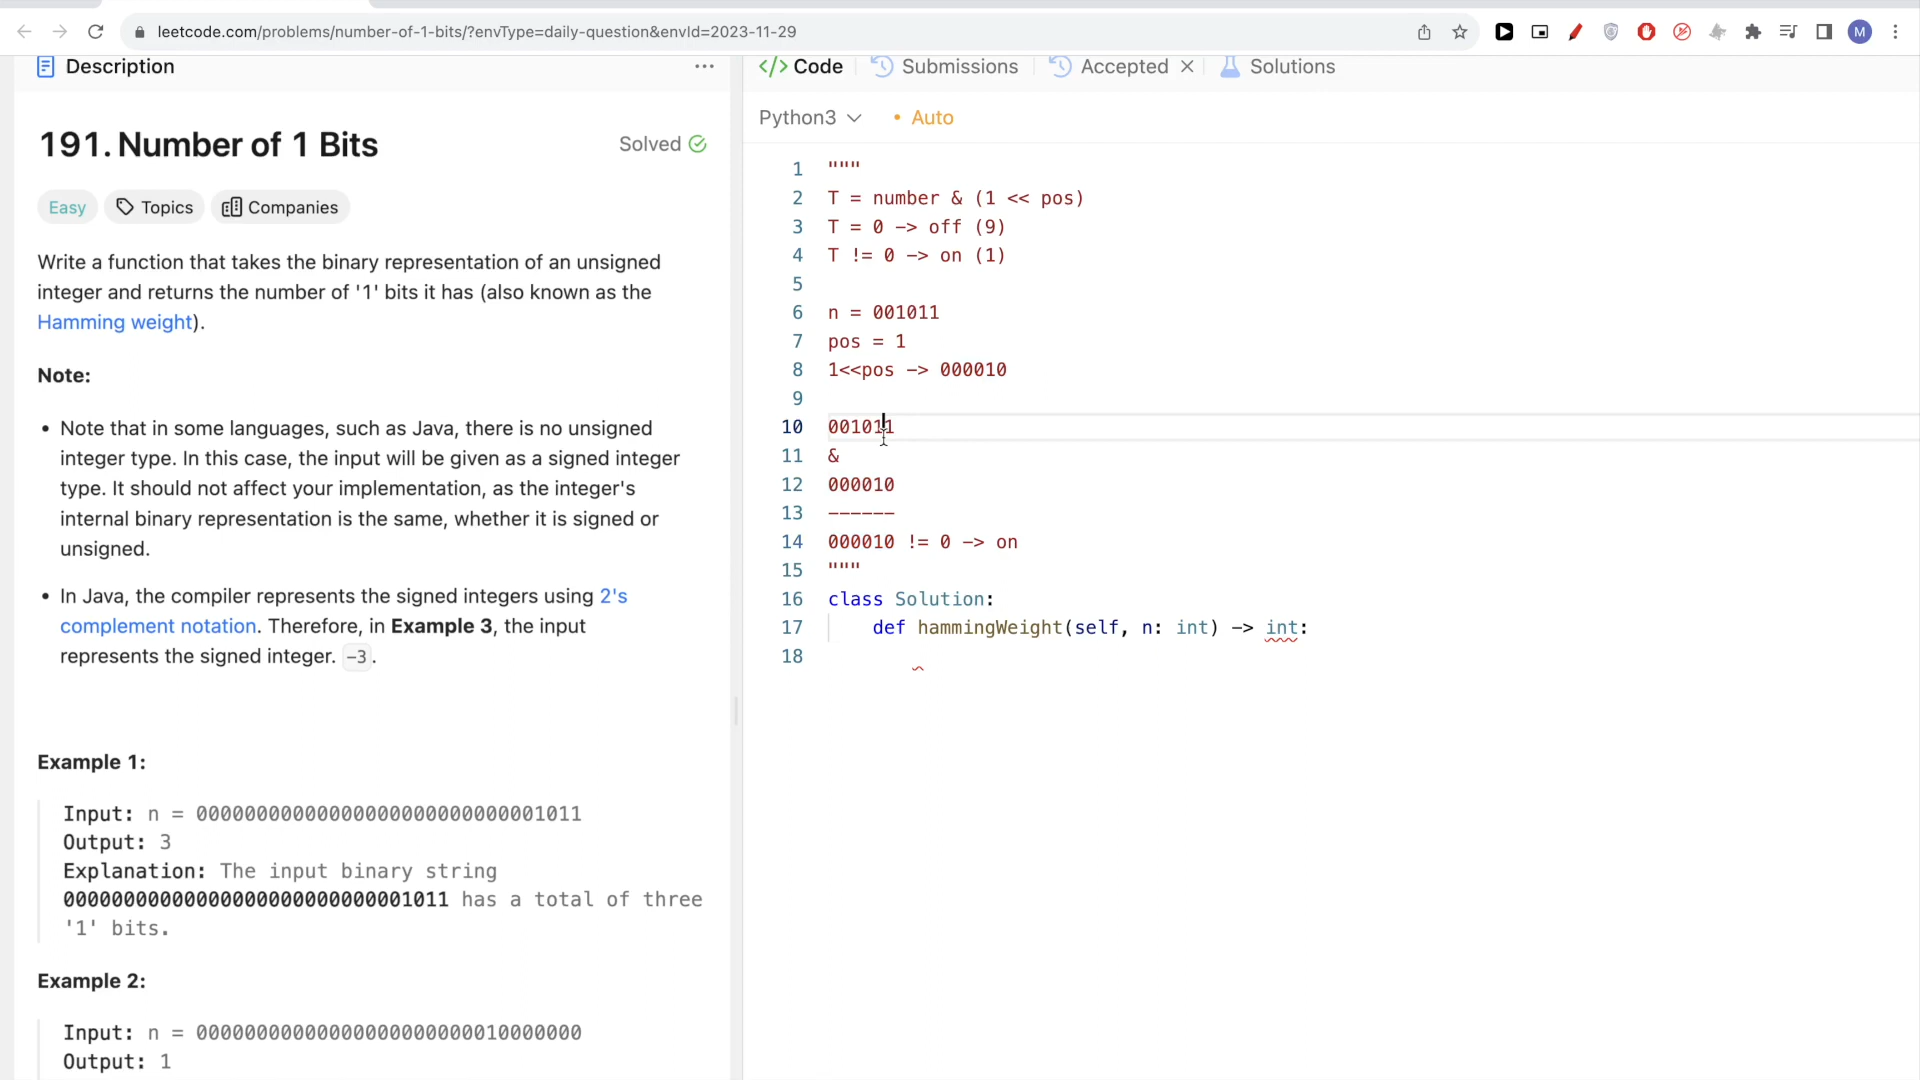 leetcode.com/problems/number-of-1-bits/?envType=daily-question&envId=2023-11-29
M
Description
191. Number of 1 Bits
Solved
Easy
Topics
Companies
Write a function that takes the binary representation of an unsigned
integer and returns the number of '1' bits it has (also known as the
Hamming weight).
Note:
• Note that in some languages, such as Java, there is no unsigned
integer type. In this case, the input will be given as a signed integer
type. It should not affect your implementation, as the integer's
internal binary representation is the same, whether it is signed or
unsigned.
• In Java, the compiler represents the signed integers using 2's
complement notation. Therefore, in Example 3, the input
represents the signed integer. -3.
Example 1:
Input: n = 00000000000000000000000000001011
Output: 3
Explanation: The input binary string
00000000000000000000000000001011 has a total of three
'1' bits.
Example 2:
Input: n = 00000000000000000000000010000000
Output: 1
</> Code
Submissions
Accepted
Solutions
Python3
• Auto
1 """
2 T = number & (1 << pos)
3 T = 0 -> off (9)
4 T != 0 -> on (1)
5
6 n = 001011
7 pos = 1
8 1<<pos -> 000010
9
10 001011
11 &
12 000010
13 ------
14 000010 != 0 -> on
15 """
16 class Solution:
17 def hammingWeight(self, n: int) -> int:
18